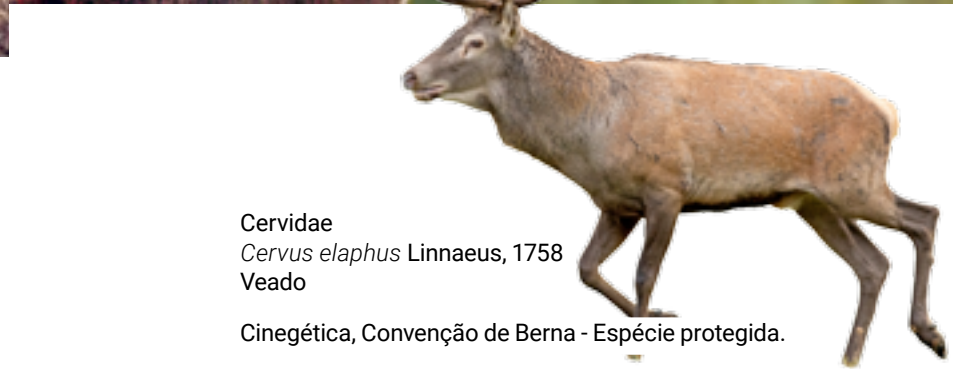 Cervidae
Cervus elaphus Linnaeus, 1758
Veado
Cinegética, Convenção de Berna - Espécie protegida.